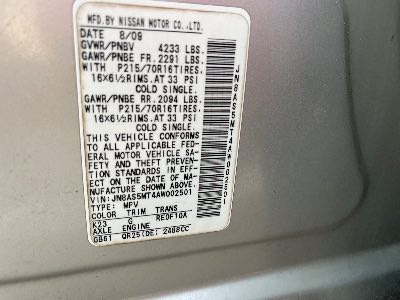 MFD.BY NISSAN MOTOR CO.,LTD.
DATE 8/09
GVWR/PNBV 4233 LBS.
GAWR/PNBE FR. 2291 LBS.
WITH P215/70R16TIRES,
16X6½RIMS,AT 33 PSI
COLD SINGLE.
GAWR/PNBE RR. 2094 LBS.
WITH P215/70R16TIRES,
16X6½RIMS,AT 33 PSI
COLD SINGLE.
THIS VEHICLE CONFORMS
TO ALL APPLICABLE FED-
ERAL MOTOR VEHICLE SA-
FETY AND THEFT PREVEN-
TION STANDARDS IN EFF-
ECT ON THE DATE OF MA-
NUFACTURE SHOWN ABOVE.
VIN:JN8AS5MT4AW002501
TYPE: MPV
COLOR TRIM TRANS
K23 G RE0F10A
AXLE ENGINE
GB61 QR25(DE) 2488CC
JN8AS5MT4AW002501